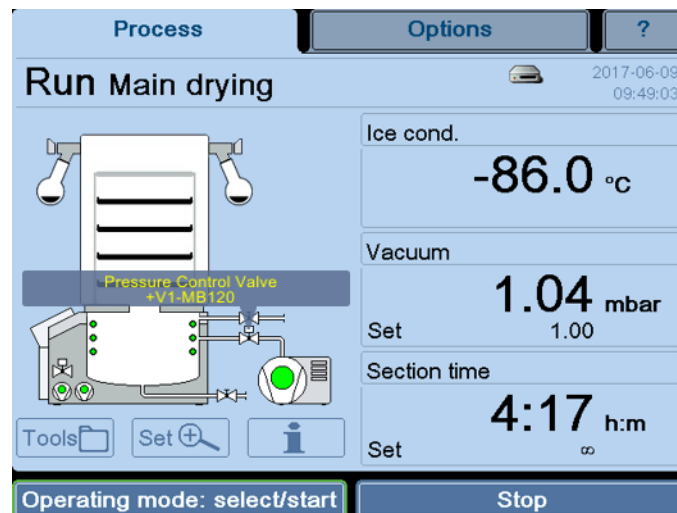 Process
Options
?
Run Main drying
2017-06-09
09:49:03
Ice cond.
-86.0 °C
Vacuum
1.04 mbar
Set 1.00
Section time
4:17 h:m
Set ∞
Pressure Control Valve
+V1-MB120
Tools
Set
i
Operating mode: select/start
Stop